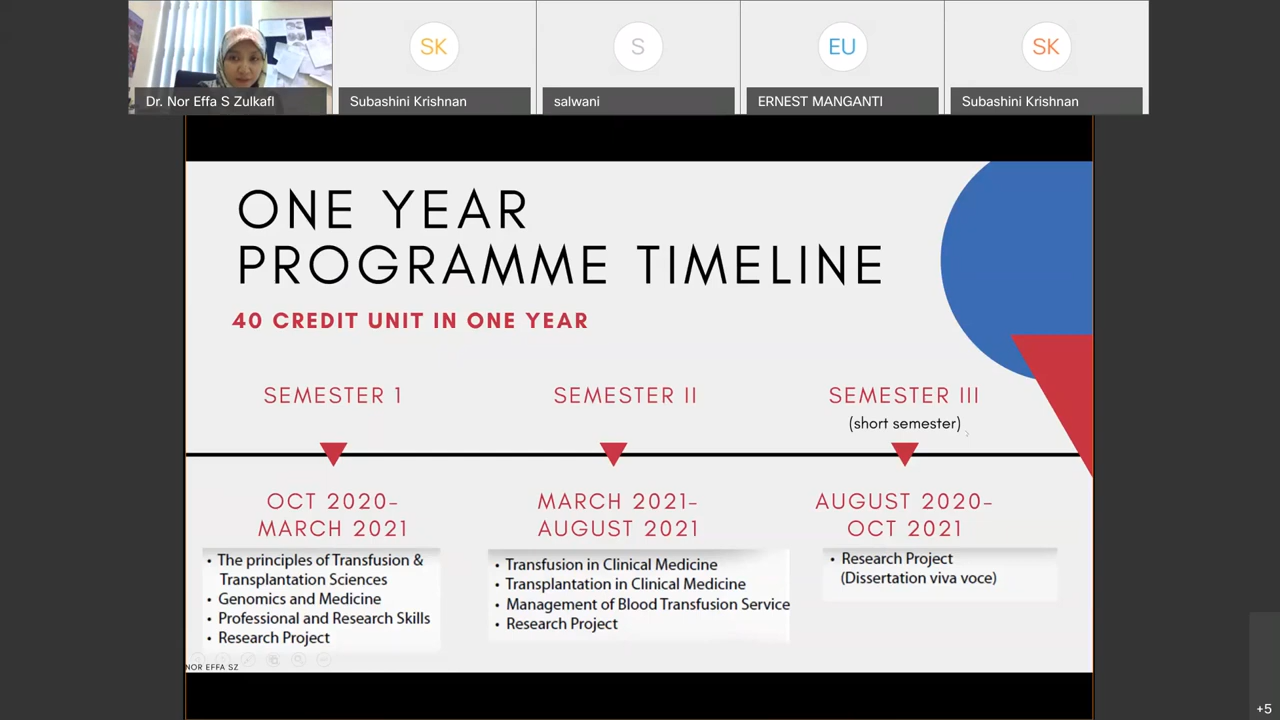 SK
S
EU
SK
Dr. Nor Effa S Zulkafl
Subashini Krishnan
salwani
ERNEST MANGANTI
Subashini Krishnan
ONE YEAR
PROGRAMME TIMELINE
40 CREDIT UNIT IN ONE YEAR
SEMESTER 1
SEMESTER II
SEMESTER III
(short semester)
OCT 2020-
MARCH 2021
MARCH 2021-
AUGUST 2021
AUGUST 2020-
OCT 2021
• The principles of Transfusion &
Transplantation Sciences
• Genomics and Medicine
• Professional and Research Skills
• Research Project
• Transfusion in Clinical Medicine
• Transplantation in Clinical Medicine
• Management of Blood Transfusion Service
• Research Project
• Research Project
(Dissertation viva voce)
NOR EFFA SZ
+5